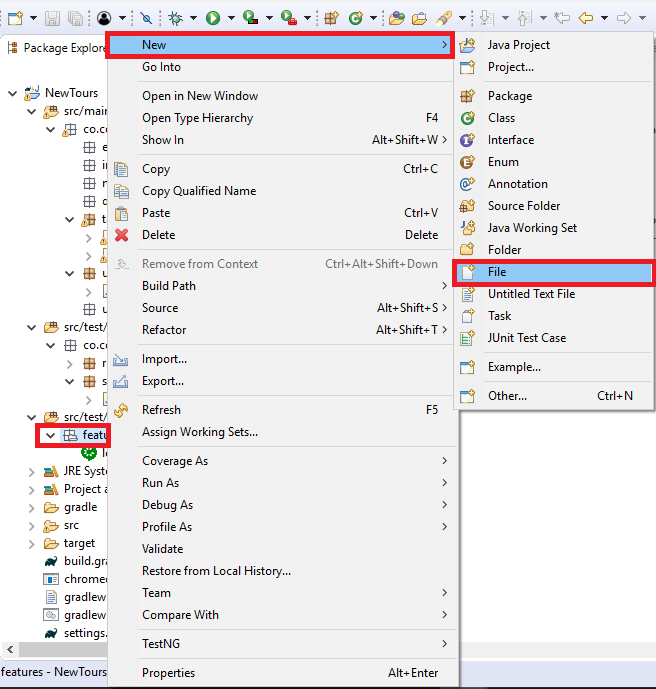 Package Explore
New
Go Into
Open in New Window
Open Type Hierarchy F4
Show In Alt+Shift+W
Copy Ctrl+C
Copy Qualified Name
Paste Ctrl+V
Delete Delete
Remove from Context Ctrl+Alt+Shift+Down
Build Path
Source Alt+Shift+S
Refactor Alt+Shift+T
Import...
Export...
Refresh F5
Assign Working Sets...
Coverage As
Run As
Debug As
Profile As
Validate
Restore from Local History...
Team
Compare With
TestNG
Properties Alt+Enter
Java Project
Project...
Package
Class
Interface
Enum
Annotation
Source Folder
Java Working Set
Folder
File
Untitled Text File
Task
JUnit Test Case
Example...
Other... Ctrl+N
NewTours
src/main
co.co
src/test/
co.co
src/test/
featu
JRE Syst
Project a
gradle
src
target
build.gra
chromed
gradlew
gradlew
settings.
features - NewTours